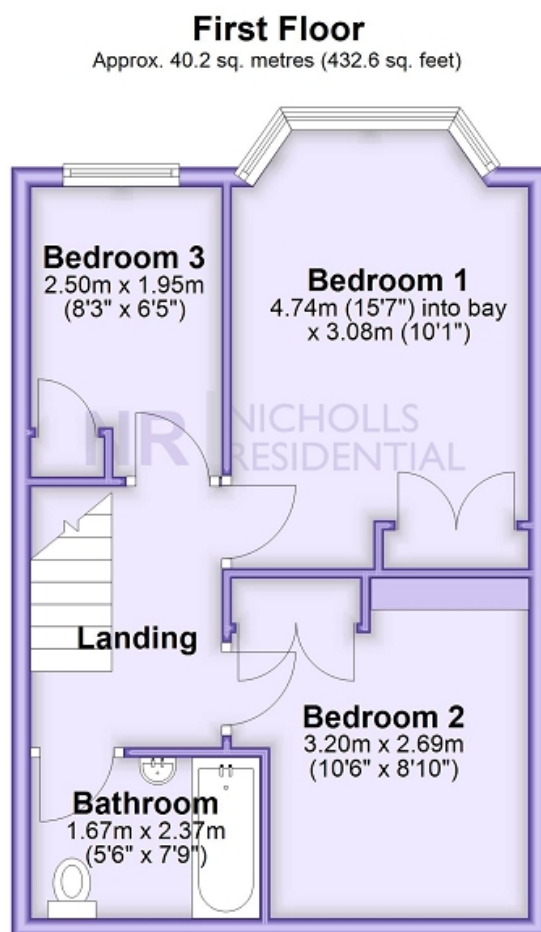 First Floor
Approx. 40.2 sq. metres (432.6 sq. feet)
Bedroom 3
2.50m x 1.95m
(8'3" x 6'5")
Bedroom 1
4.74m (15'7") into bay
x 3.08m (10'1")
NR NICHOLLS
RESIDENTIAL
Landing
Bedroom 2
3.20m x 2.69m
(10'6" x 8'10")
Bathroom
1.67m x 2.37m
(5'6" x 7'9")